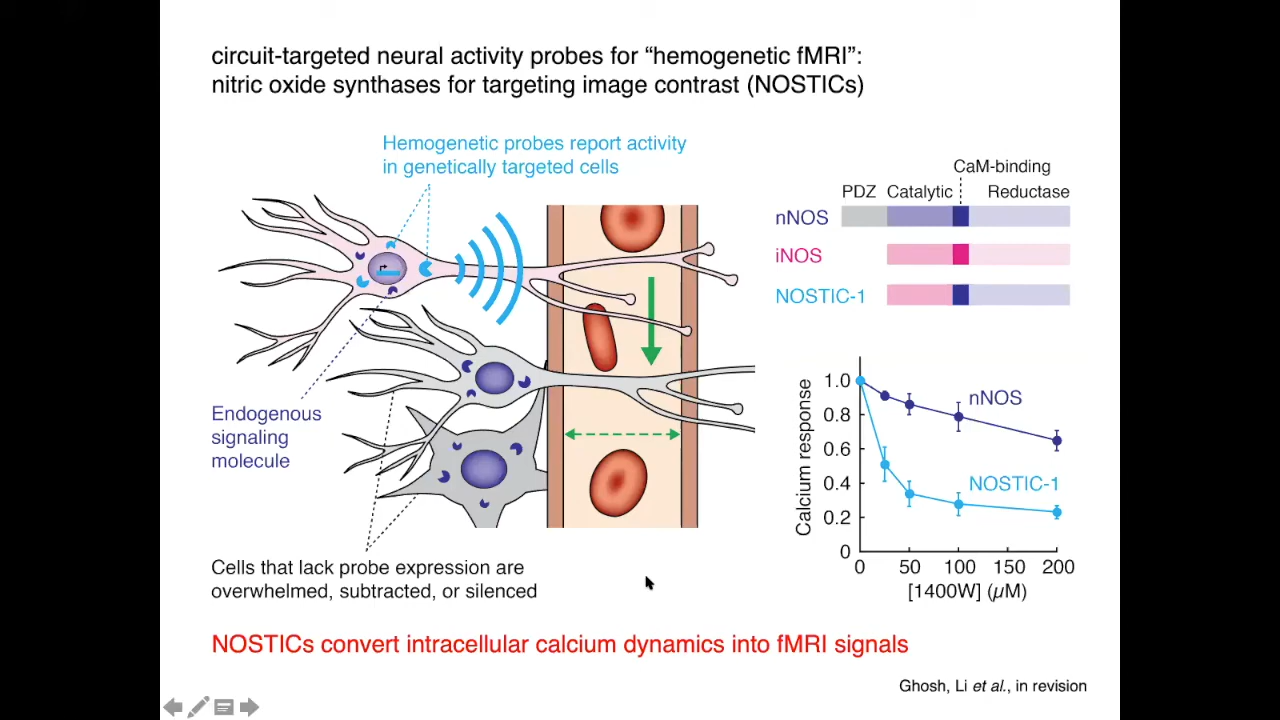 circuit-targeted neural activity probes for “hemogenetic fMRI”:
nitric oxide synthases for targeting image contrast (NOSTICs)
Hemogenetic probes report activity
in genetically targeted cells
Endogenous
signaling
molecule
Cells that lack probe expression are
overwhelmed, subtracted, or silenced
CaM-binding
PDZ Catalytic Reductase
nNOS
iNOS
NOSTIC-1
Calcium response
1.0
0.8
0.6
0.4
0.2
0
nNOS
NOSTIC-1
0 50 100 150 200
[1400W] (µM)
NOSTICs convert intracellular calcium dynamics into fMRI signals
Ghosh, Li et al., in revision